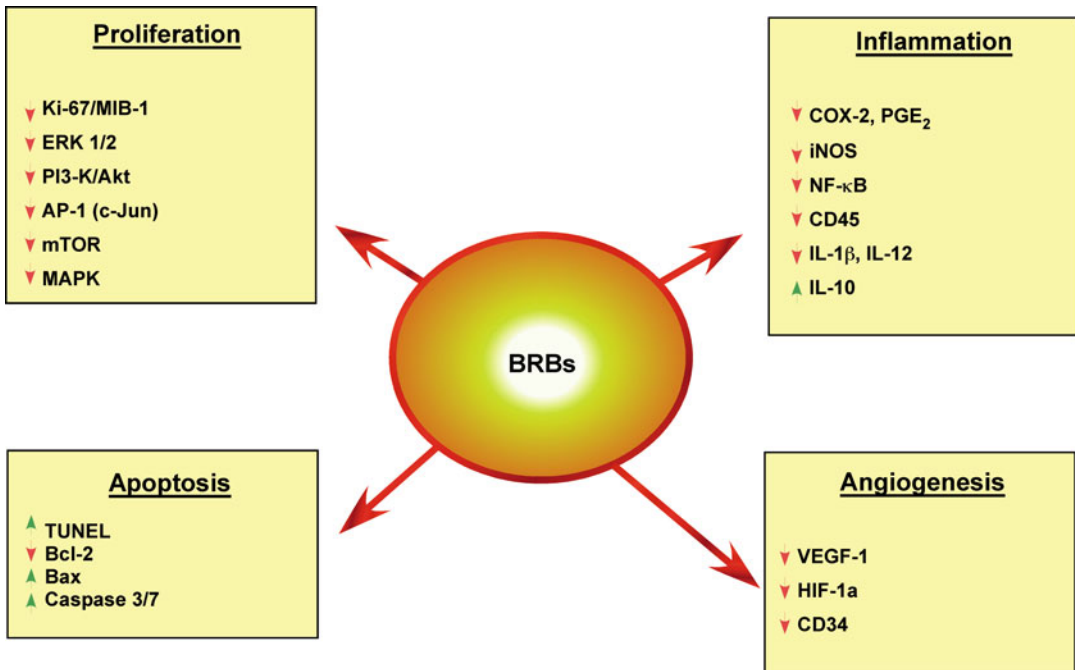 Proliferation
Ki-67/MIB-1
ERK 1/2
PI3-K/Akt
AP-1 (c-Jun)
mTOR
MAPK
Inflammation
COX-2, PGE₂
iNOS
NF-κB
CD45
IL-1β, IL-12
IL-10
BRBs
Apoptosis
TUNEL
Bcl-2
Bax
Caspase 3/7
Angiogenesis
VEGF-1
HIF-1a
CD34